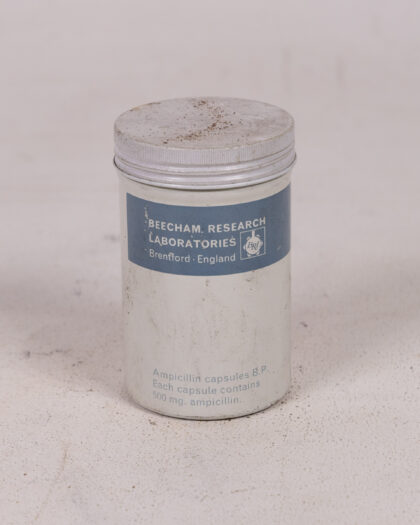 BEECHAM RESEARCH
LABORATORIES
Brentford · England
Ampicillin capsules B.P.
Each capsule contains
500 mg. ampicillin.